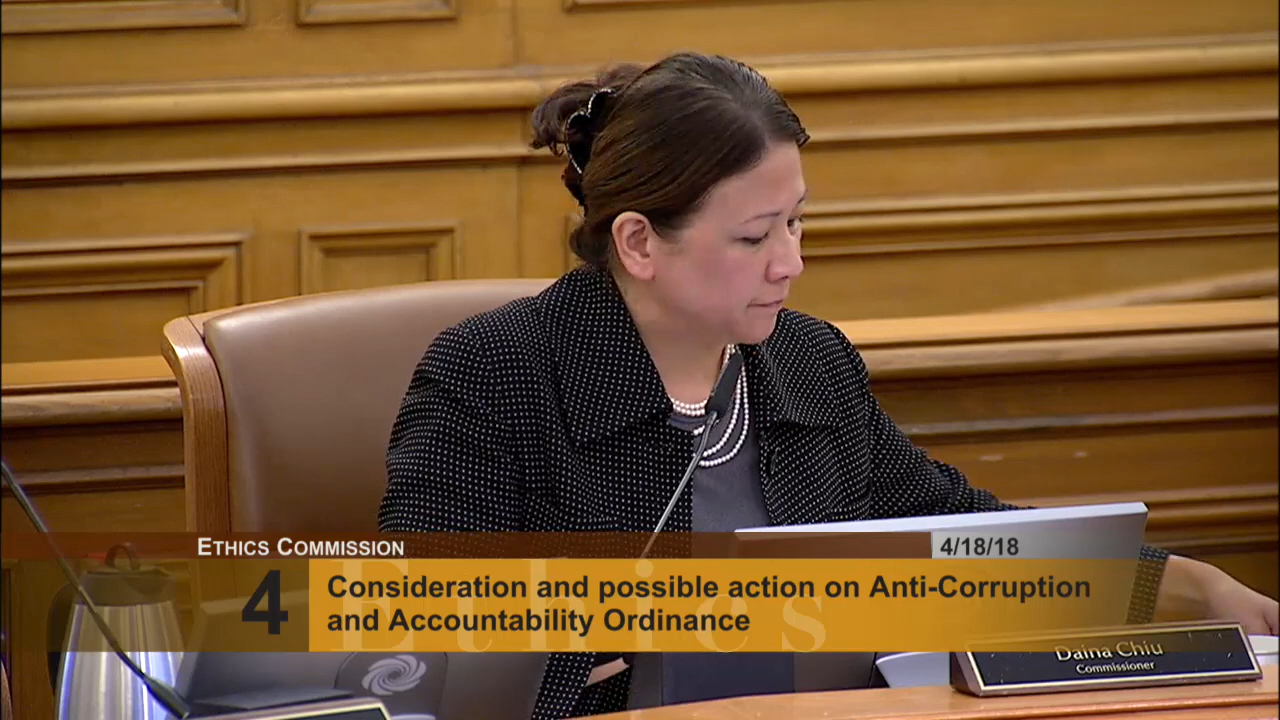 Ethics Commission
4/18/18
4
Consideration and possible action on Anti-Corruption
and Accountability Ordinance
Ethics
Daina Chiu
Commissioner